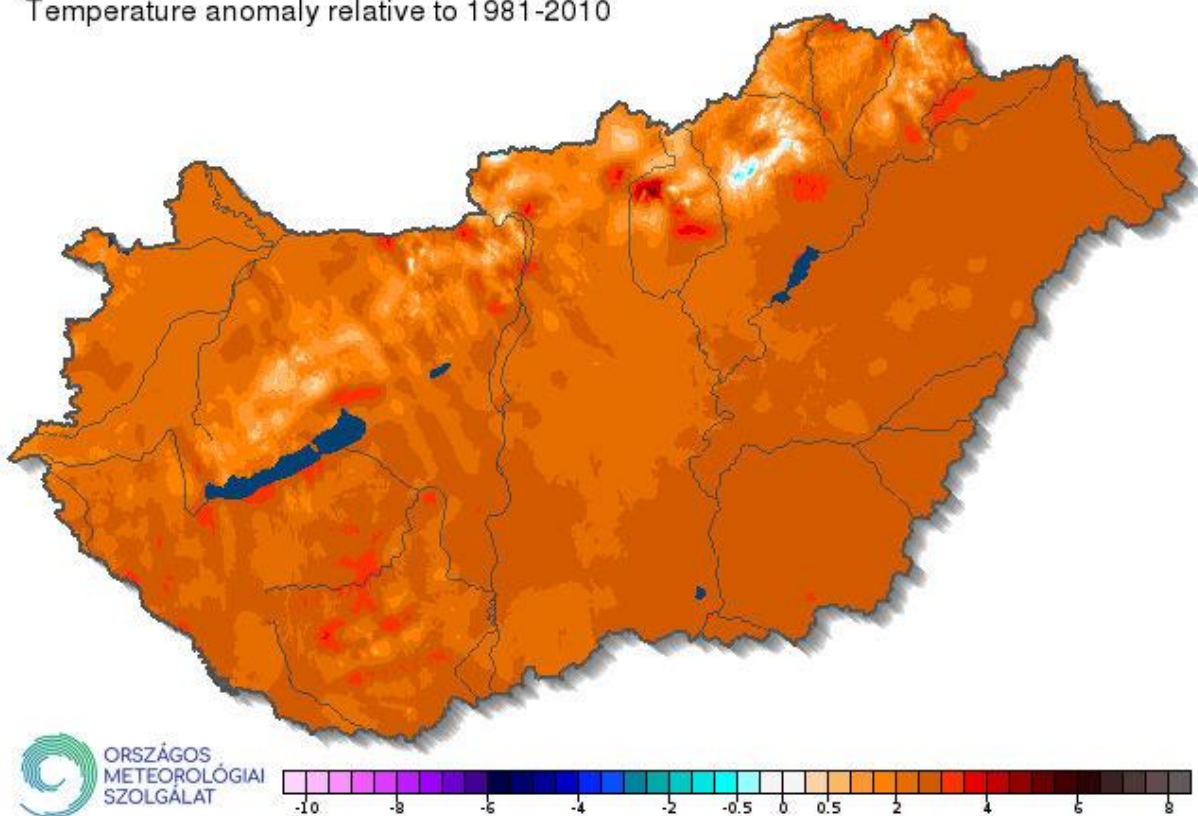 Temperature anomaly relative to 1981-2010
ORSZÁGOS
METEOROLÓGIAI
SZOLGÁLAT
-10 -8 -6 -4 -2 -0.5 0 0.5 2 4 6 8